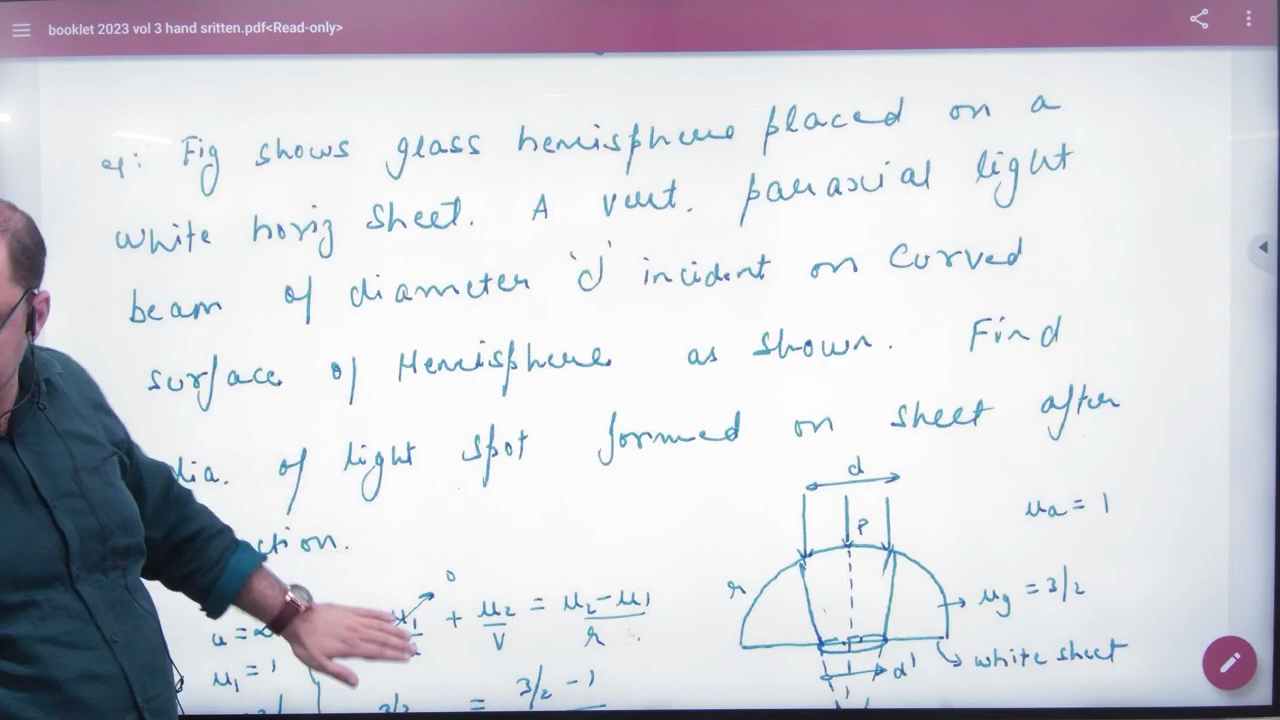 booklet 2023 vol 3 hand sritten.pdf<Read-only>
Fig shows glass hemisphere placed on a
white horiz sheet. A vert. paraxial light
beam of diameter 'd' incident on curved
surface of Hemisphere as shown. Find
dia. of light spot formed on sheet after
ction.
d
μa = 1
P
r
μg = 3/2
white sheet
d'
0
+ μ2/v = μ2-μ1/r
u = ∞
μ1 = 1
3/2 = 3/2 - 1